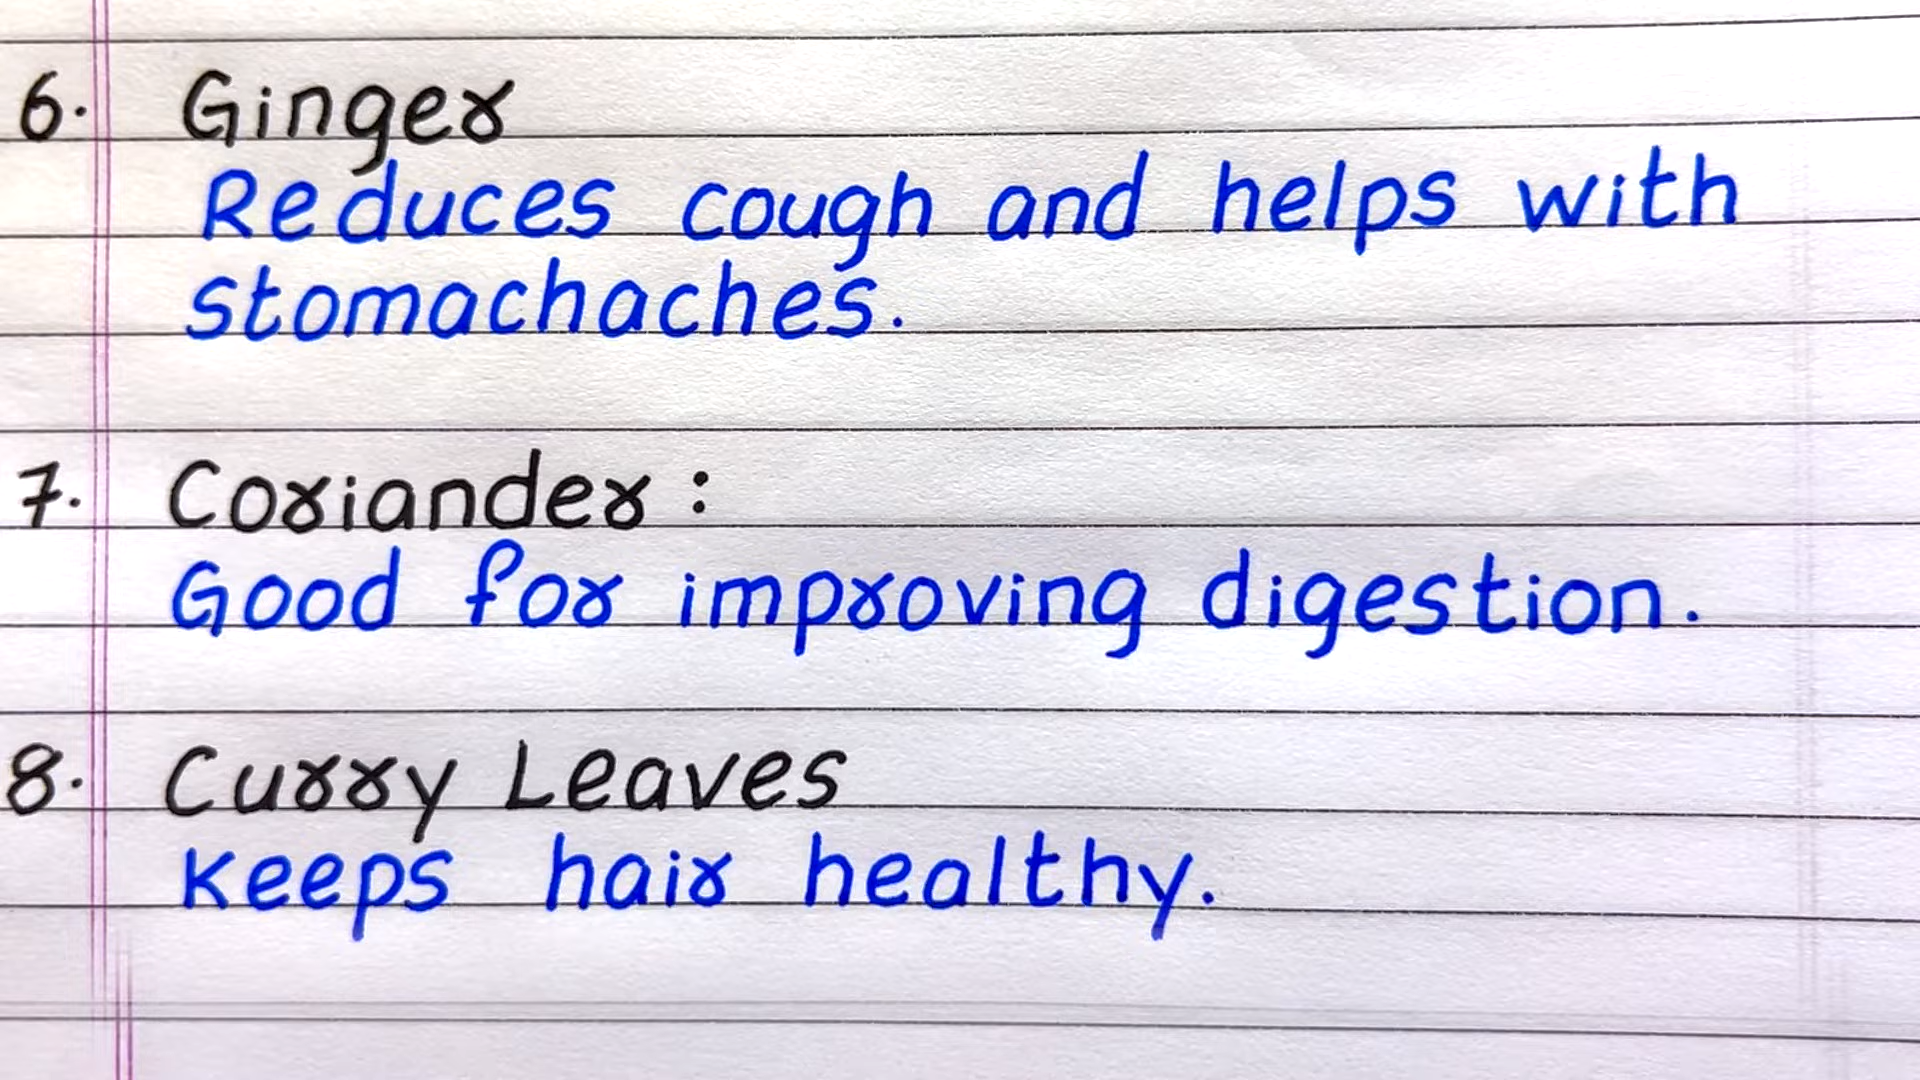 6. Ginger
Reduces cough and helps with
stomachaches.
7. Coriander :
Good for improving digestion.
8. Curry Leaves
Keeps hair healthy.